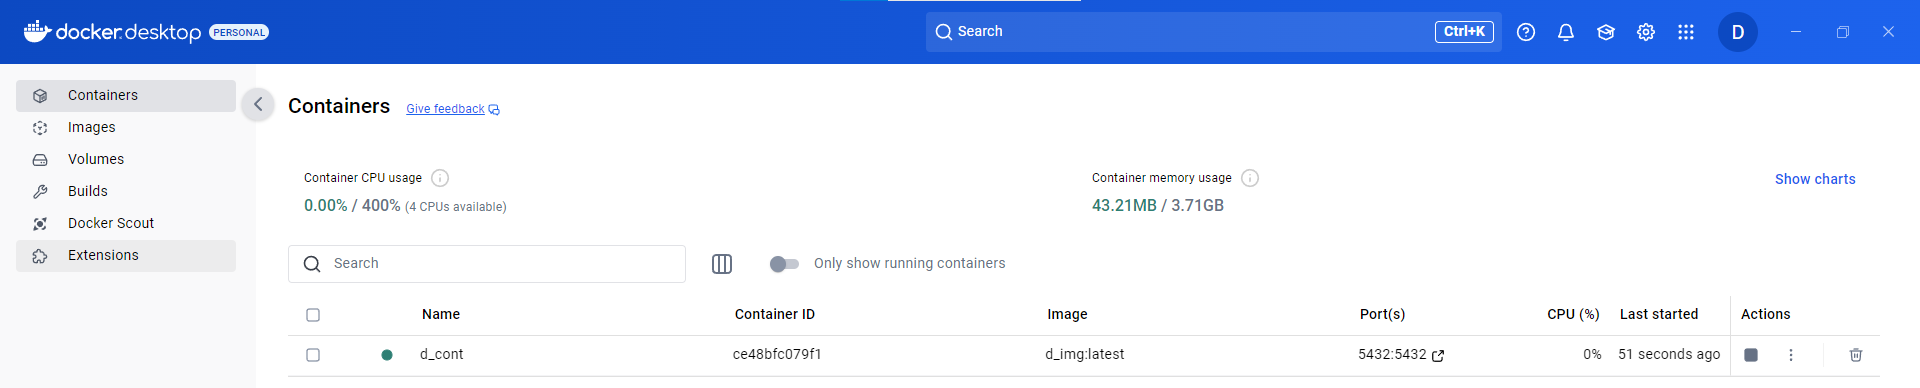 docker.desktop PERSONAL
Search Ctrl+K
D
Containers
Images
Volumes
Builds
Docker Scout
Extensions
Containers Give feedback
Container CPU usage
0.00% / 400% (4 CPUs available)
Container memory usage
43.21MB / 3.71GB
Show charts
Search
Only show running containers
Name Container ID Image Port(s) CPU (%) Last started Actions
d_cont ce48bfc079f1 d_img:latest 5432:5432 0% 51 seconds ago